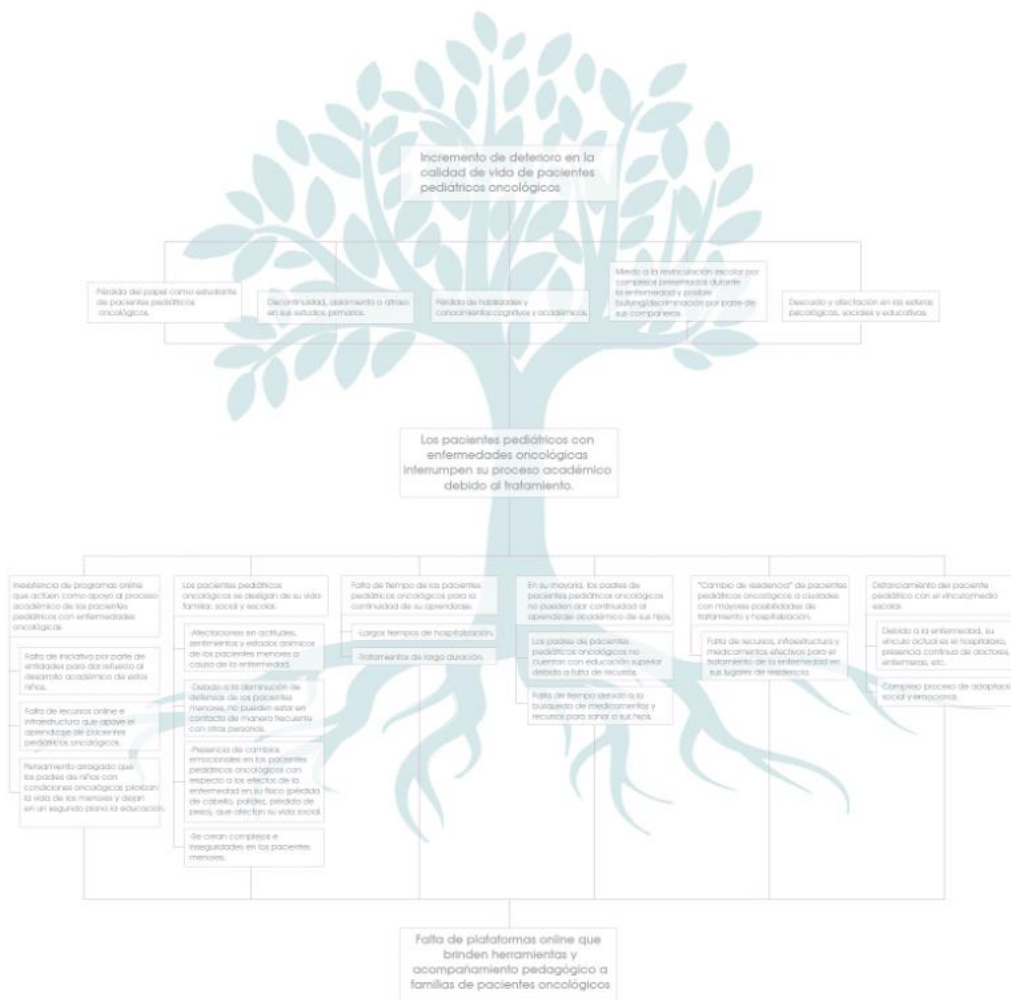 Incremento de deterioro en la
calidad de vida de pacientes
pediátricos oncológicos
Pérdida del papel como estudiante
de pacientes pediátricos
oncológicos.
Discontinuidad, aislamiento o atraso
en sus estudios primarios.
Pérdida de habilidades y
conocimientos cognitivos y académicos.
Miedo a la revinculación escolar por
complejos presentados durante
la enfermedad y posible
bullying/discriminación por parte de
sus compañeros.
Descuido y afectación en las esferas
psicológicas, sociales y educativas.
Los pacientes pediátricos con
enfermedades oncológicas
interrumpen su proceso académico
debido al tratamiento.
Inexistencia de programas online
que actúen como apoyo al proceso
académico de los pacientes
pediátricos con enfermedades
oncológicas
Falta de iniciativa por parte de
entidades para dar refuerzo al
desarrollo académico de estos
niños.
Falta de recursos online e
infraestructura que apoye el
aprendizaje de pacientes
pediátricos oncológicos.
Pensamiento arraigado que
los padres de niños con
condiciones oncológicas priorizan
la vida de los menores y dejan
en un segundo plano la educación.
Los pacientes pediátricos
oncológicos se desligan de su vida
familiar, social y escolar.
-Afectaciones en actitudes,
sentimientos y estados anímicos
de los pacientes menores a
causa de la enfermedad.
-Debido a la disminución de
defensas de los pacientes
menores, no pueden estar en
contacto de manera frecuente
con otras personas.
-Presencia de cambios
emocionales en los pacientes
pediátricos oncológicos con
respecto a los efectos de la
enfermedad en su físico (pérdida
de cabello, palidez, pérdida de
peso), que afectan su vida social.
-Se crean complejos e
inseguridades en los pacientes
menores.
Falta de tiempo de los pacientes
pediátricos oncológicos para la
continuidad de su aprendizaje.
-Largos tiempos de hospitalización.
-Tratamientos de larga duración.
En su mayoría, los padres de
pacientes pediátricos oncológicos
no pueden dar continuidad al
aprendizaje académico de sus hijos.
Los padres de pacientes
pediátricos oncológicos no
cuentan con educación superior
debido a falta de recursos.
Falta de tiempo debido a la
búsqueda de medicamentos y
recursos para sanar a sus hijos.
"Cambio de residencia" de pacientes
pediátricos oncológicos a ciudades
con mayores posibilidades de
tratamiento y hospitalización.
Falta de recursos, infraestructura y
medicamentos efectivos para el
tratamiento de la enfermedad en
sus lugares de residencia.
Distanciamiento del paciente
pediátrico con el vínculo/medio
escolar.
Debido a la enfermedad, su
vínculo actual es el hospitalario,
presencia continua de doctores,
enfermeras, etc.
Complejo proceso de adaptación
social y emocional.
Falta de plataformas online que
brinden herramientas y
acompañamiento pedagógico a
familias de pacientes oncológicos